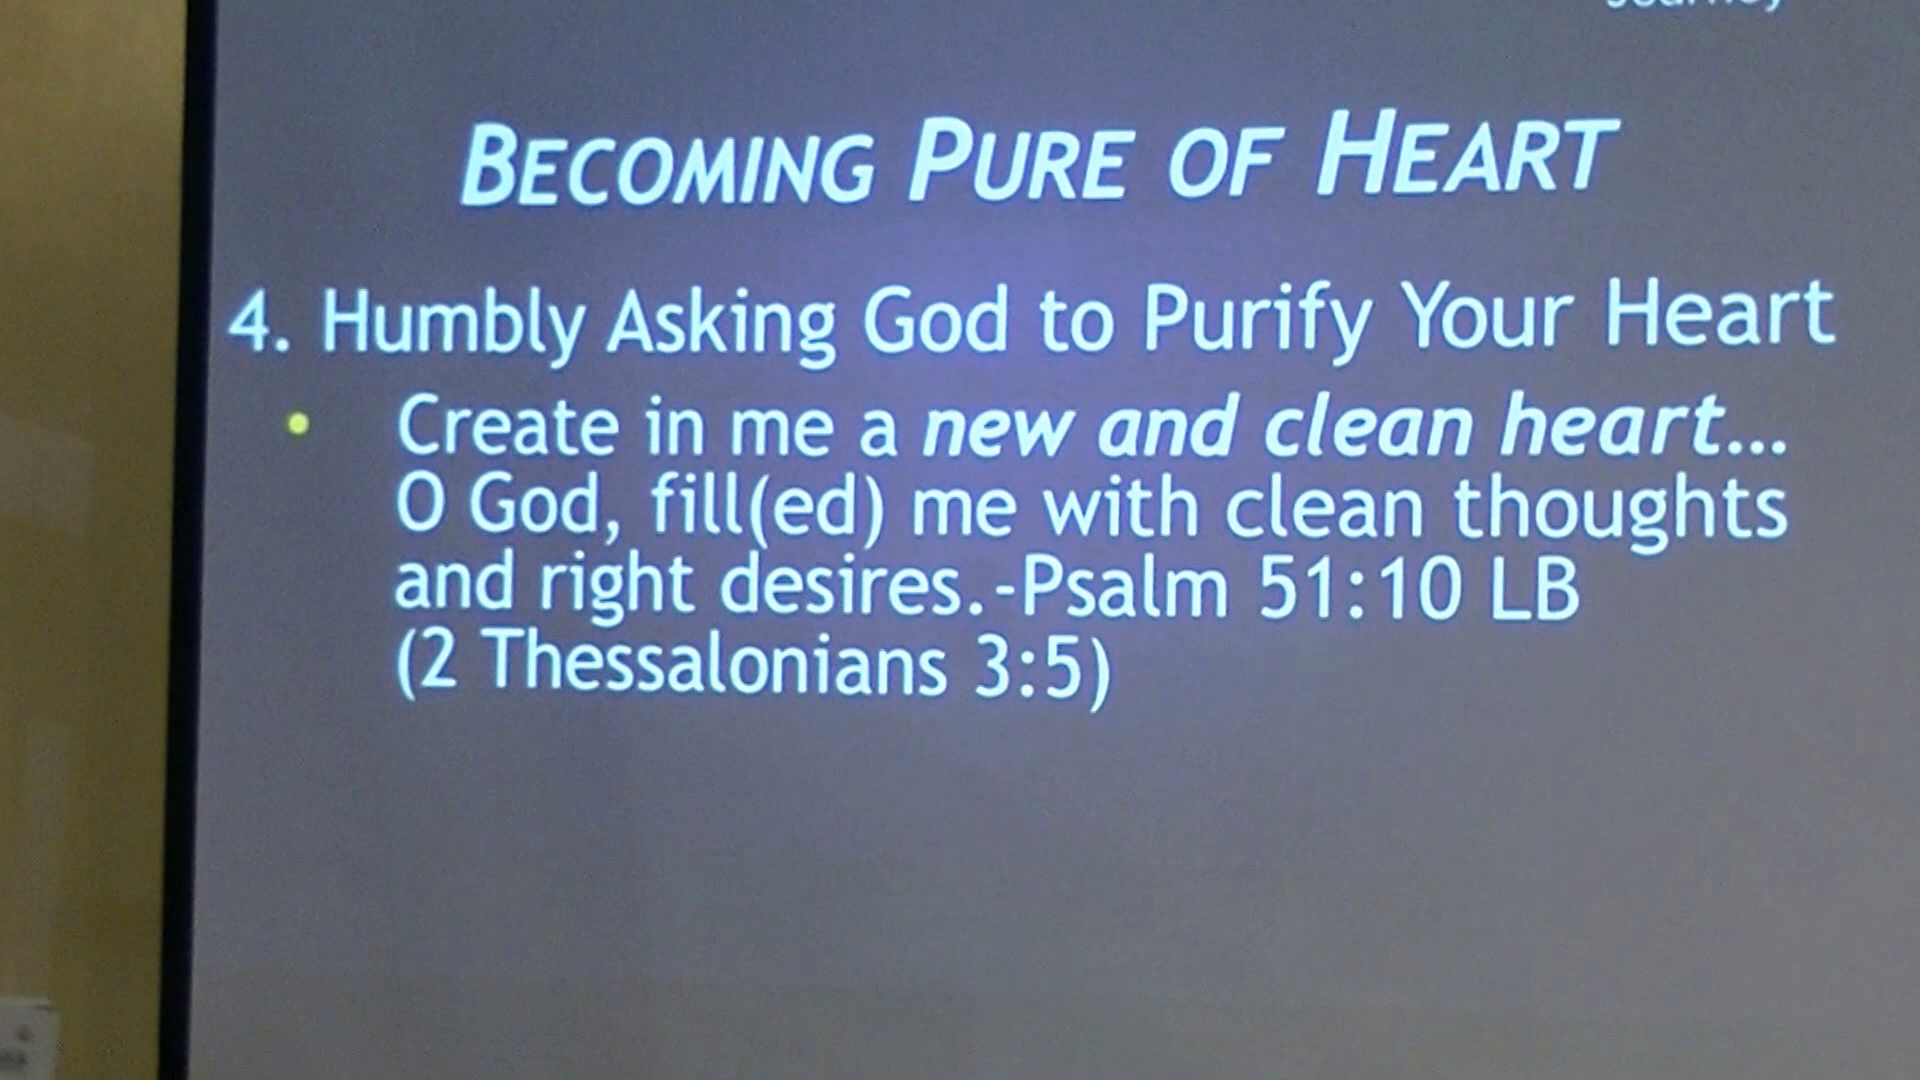 BECOMING PURE OF HEART
4. Humbly Asking God to Purify Your Heart
• Create in me a new and clean heart...
O God, fill(ed) me with clean thoughts
and right desires.-Psalm 51:10 LB
(2 Thessalonians 3:5)